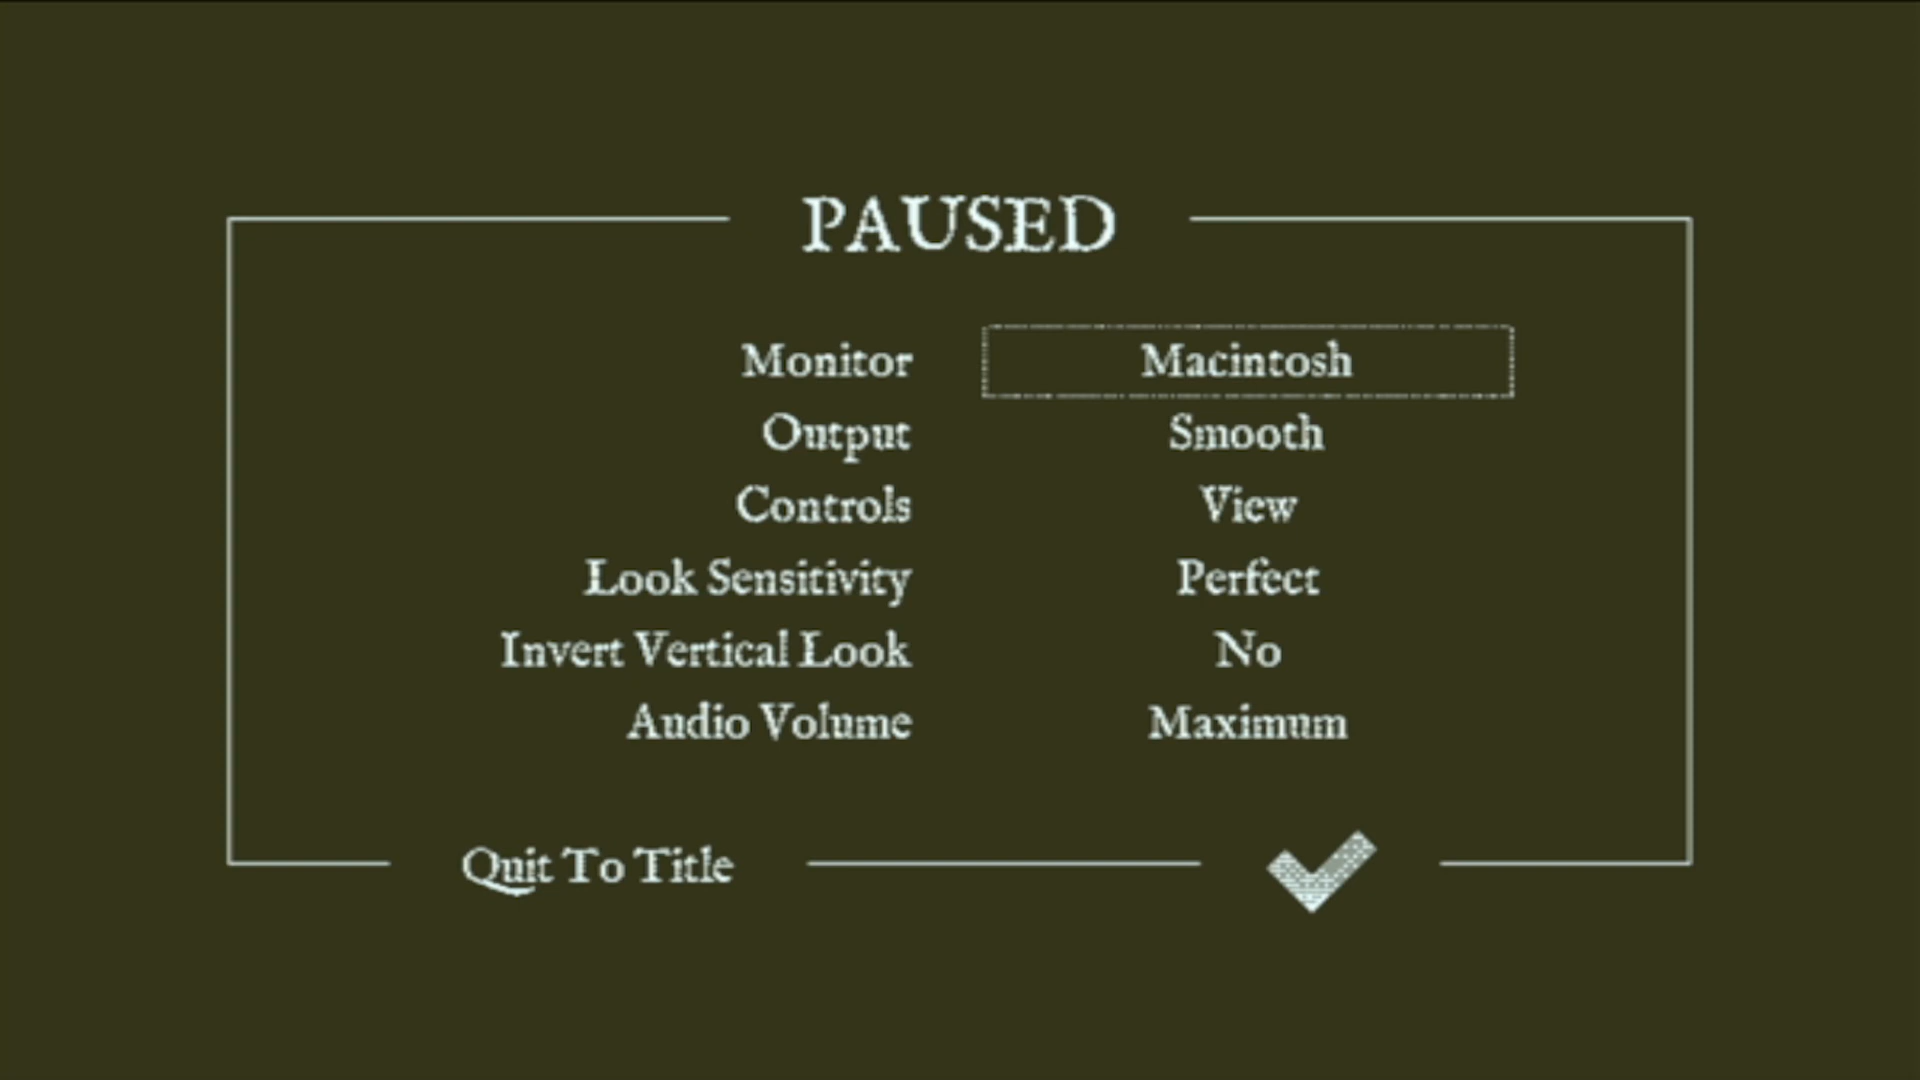 PAUSED
Monitor Macintosh
Output Smooth
Controls View
Look Sensitivity Perfect
Invert Vertical Look No
Audio Volume Maximum
Quit To Title